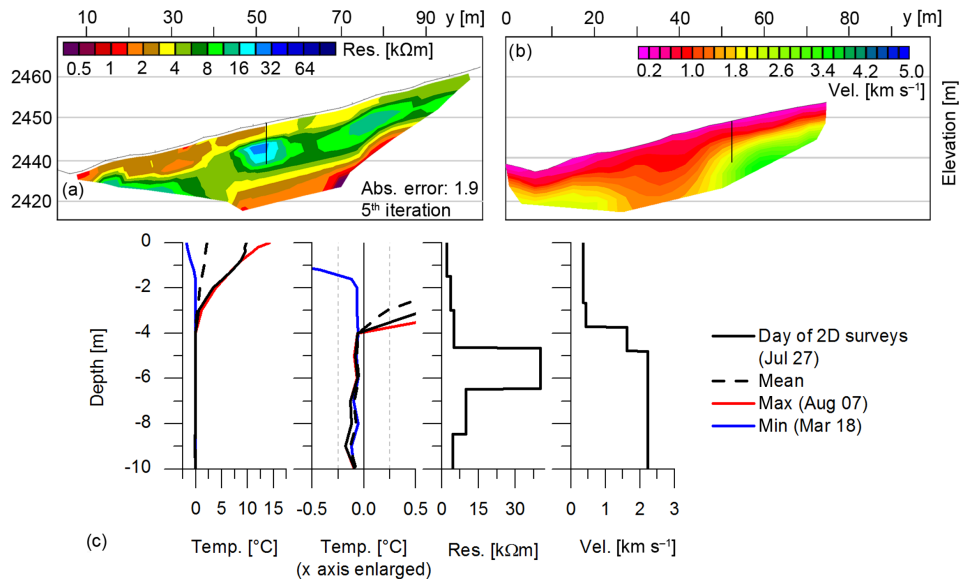 10 30 50 70 90 y [m]
Res. [kΩm]
0.5 1 2 4 8 16 32 64
2460
2450
2440
2420
(a)
Abs. error: 1.9
5th iteration
0 20 40 60 80 y [m]
(b)
0.2 1.0 1.8 2.6 3.4 4.2 5.0
Vel. [km s⁻¹]
Elevation [m]
0
-2
-4
-6
-8
-10
Depth [m]
0 5 10 15
-0.5 0.0 0.5
0 15 30
0 1 2 3
(c)
Temp. [°C]
Temp. [°C]
(x axis enlarged)
Res. [kΩm]
Vel. [km s⁻¹]
Day of 2D surveys
(Jul 27)
Mean
Max (Aug 07)
Min (Mar 18)